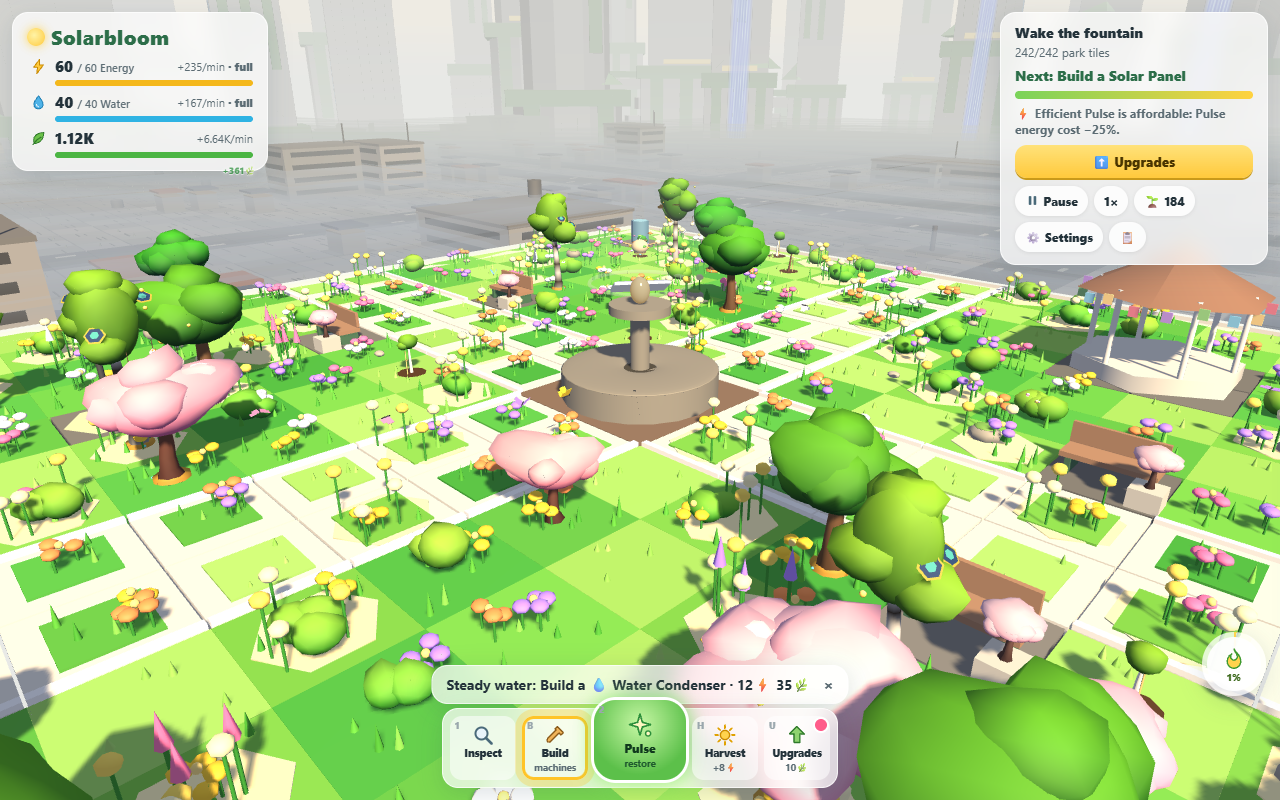 Solarbloom
60 / 60 Energy +235/min • full
40 / 40 Water +167/min • full
1.12K +6.64K/min
+361
Wake the fountain
242/242 park tiles
Next: Build a Solar Panel
Efficient Pulse is affordable: Pulse
energy cost −25%.
Upgrades
Pause 1× 184
Settings
1%
Steady water: Build a Water Condenser · 12 35 ×
1 Inspect
B Build
machines
Pulse
restore
H Harvest
+8
U Upgrades
10